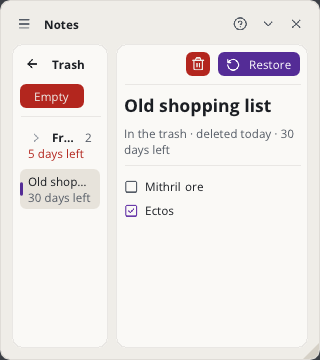 Notes
Trash
Empty
Fr... 2
5 days left
Old shop...
30 days left
Restore
Old shopping list
In the trash · deleted today · 30
days left
Mithril ore
Ectos